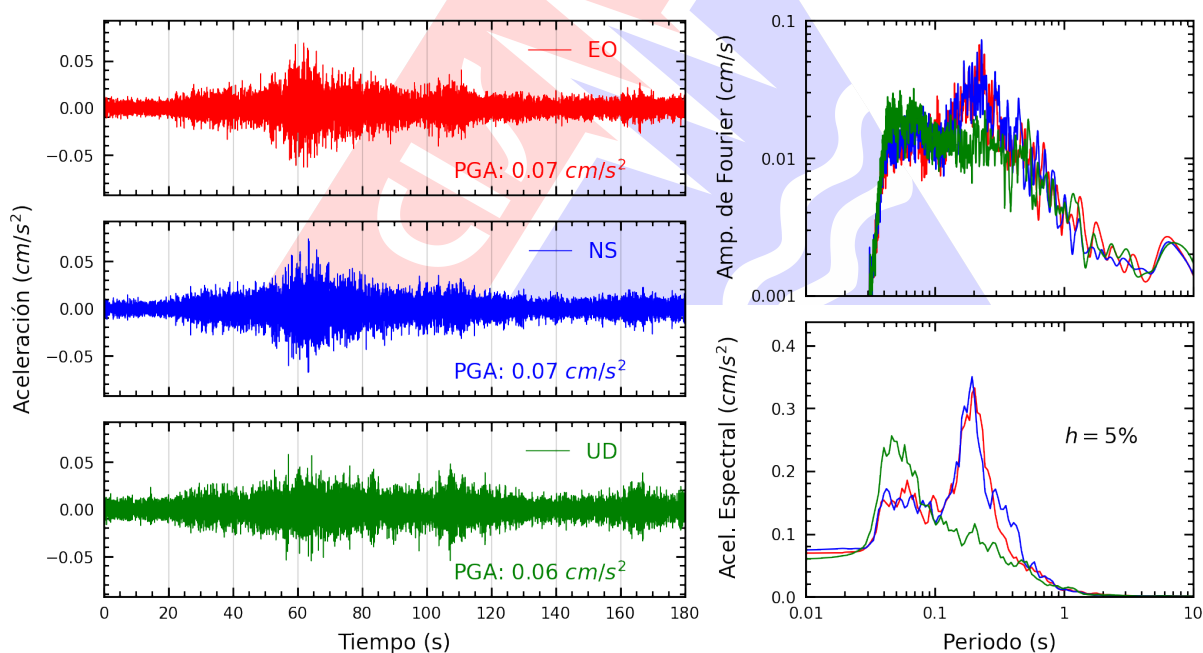 Aceleración (cm/s²)
0.05
0.00
−0.05
EO
PGA: 0.07 cm/s²
0.05
0.00
−0.05
NS
PGA: 0.07 cm/s²
0.05
0.00
−0.05
UD
PGA: 0.06 cm/s²
0 20 40 60 80 100 120 140 160 180
Tiempo (s)
Amp. de Fourier (cm/s)
0.1
0.01
0.001
Acel. Espectral (cm/s²)
0.4
0.3
0.2
0.1
0.0
h = 5%
0.01 0.1 1 10
Periodo (s)